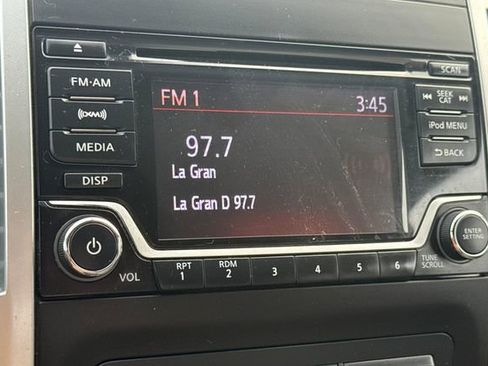 SCAN
FM·AM
FM 1 3:45
SEEK
CAT
XM
97.7
iPod MENU
MEDIA
La Gran
BACK
DISP
La Gran D 97.7
ENTER
SETTING
VOL
RPT
1
RDM
2
3
4
5
6
TUNE
SCROLL